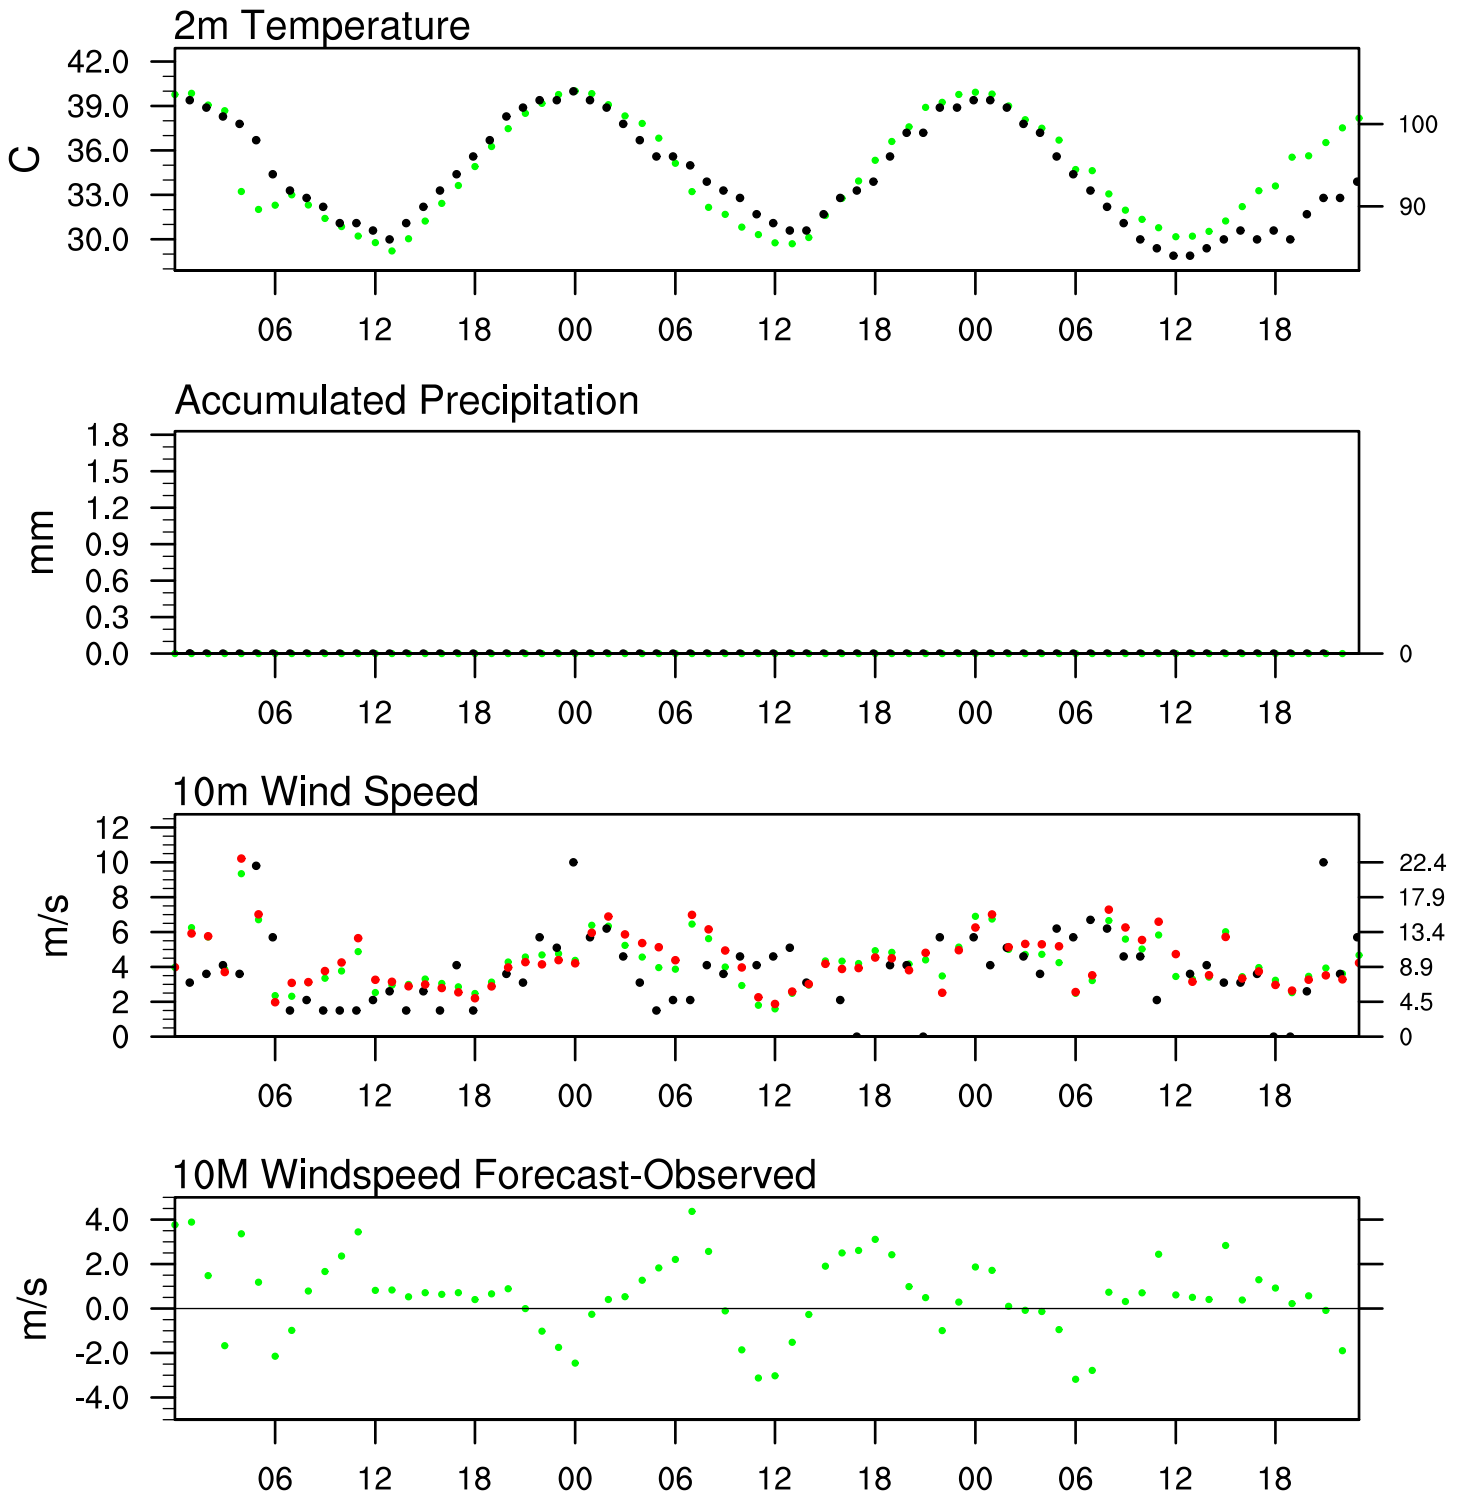 2m Temperature
42.0
39.0
36.0
33.0
30.0
C
100
90
06 12 18 00 06 12 18 00 06 12 18
Accumulated Precipitation
1.8
1.5
1.2
0.9
0.6
0.3
0.0
mm
0
06 12 18 00 06 12 18 00 06 12 18
10m Wind Speed
12
10
8
6
4
2
0
m/s
22.4
17.9
13.4
8.9
4.5
0
06 12 18 00 06 12 18 00 06 12 18
10M Windspeed Forecast-Observed
4.0
2.0
0.0
-2.0
-4.0
m/s
06 12 18 00 06 12 18 00 06 12 18